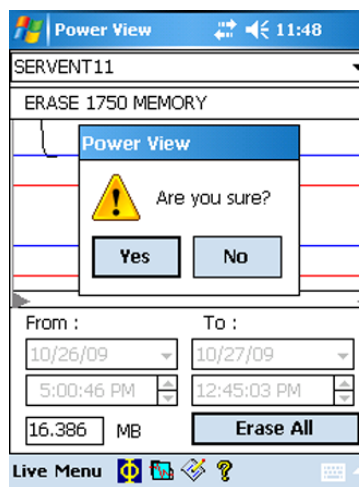 Power View 11:48
SERVENT11
ERASE 1750 MEMORY
Power View
Are you sure?
Yes No
From : To :
10/26/09 10/27/09
5:00:46 PM 12:45:03 PM
16.386 MB Erase All
Live Menu